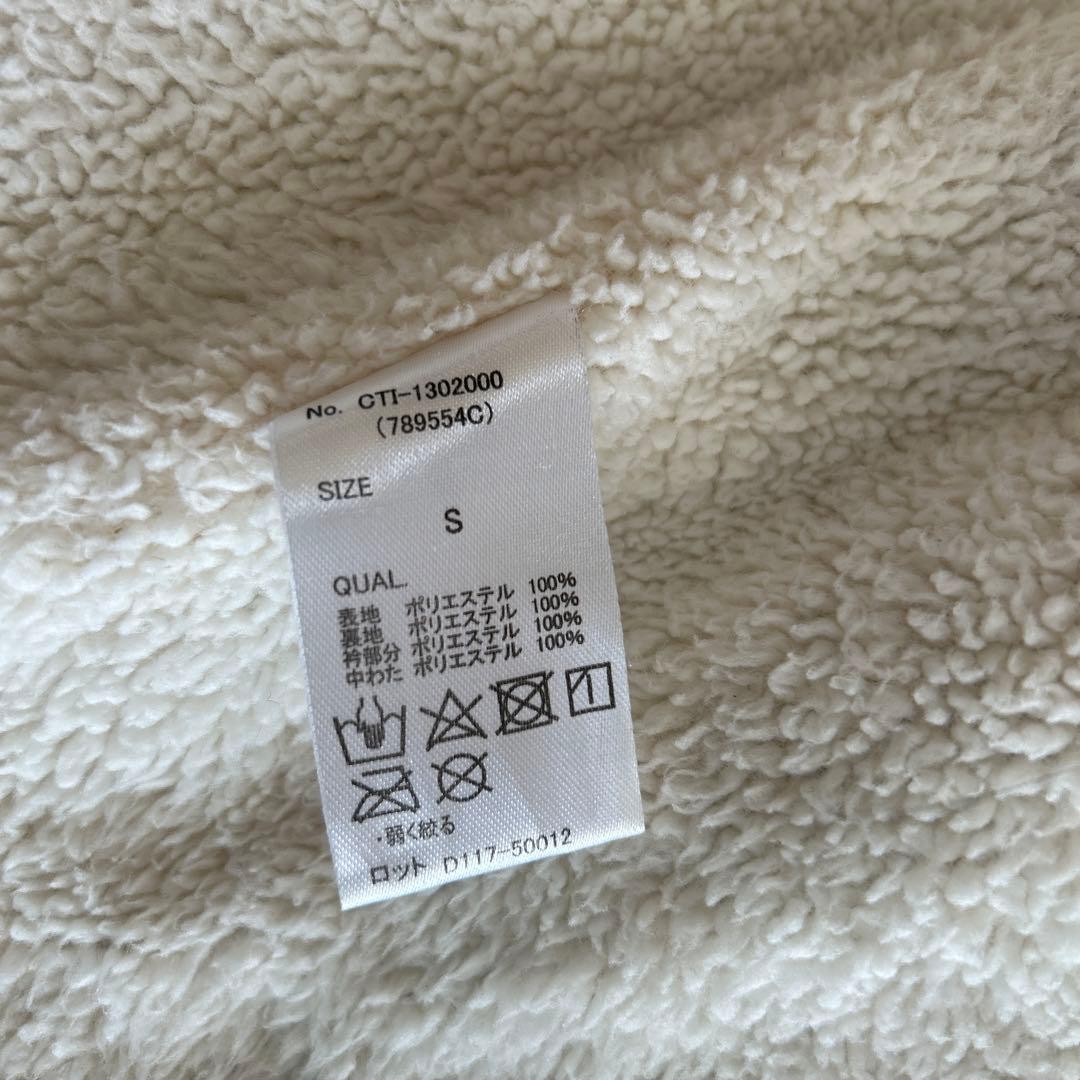 No. CTI-1302000
(789554C)
SIZE
S
QUAL.
表地 ポリエステル 100%
裏地 ポリエステル 100%
衿部分 ポリエステル 100%
中わた ポリエステル 100%
・弱く絞る
ロット D117-50012